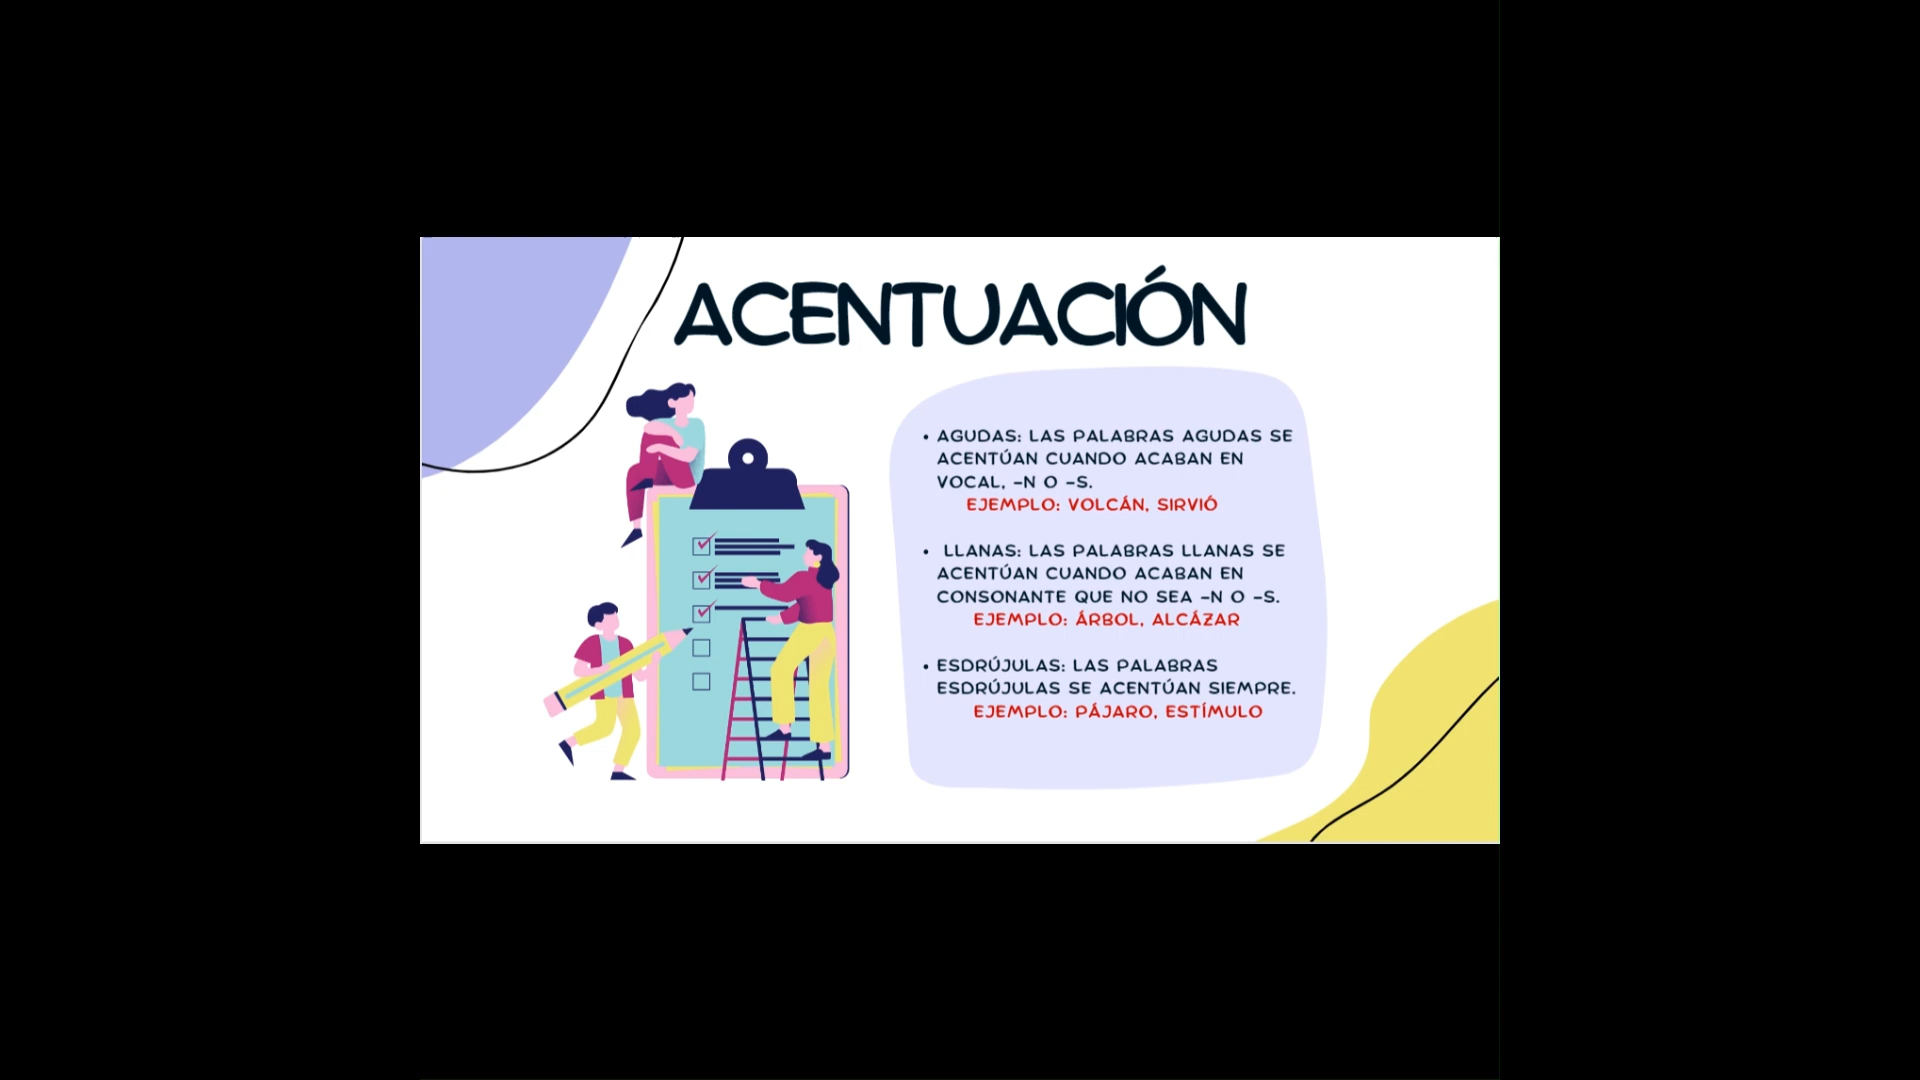 ACENTUACIÓN
• AGUDAS: LAS PALABRAS AGUDAS SE
ACENTÚAN CUANDO ACABAN EN
VOCAL, -N O -S.
EJEMPLO: VOLCÁN, SIRVIÓ
• LLANAS: LAS PALABRAS LLANAS SE
ACENTÚAN CUANDO ACABAN EN
CONSONANTE QUE NO SEA -N O -S.
EJEMPLO: ÁRBOL, ALCÁZAR
• ESDRÚJULAS: LAS PALABRAS
ESDRÚJULAS SE ACENTÚAN SIEMPRE.
EJEMPLO: PÁJARO, ESTÍMULO